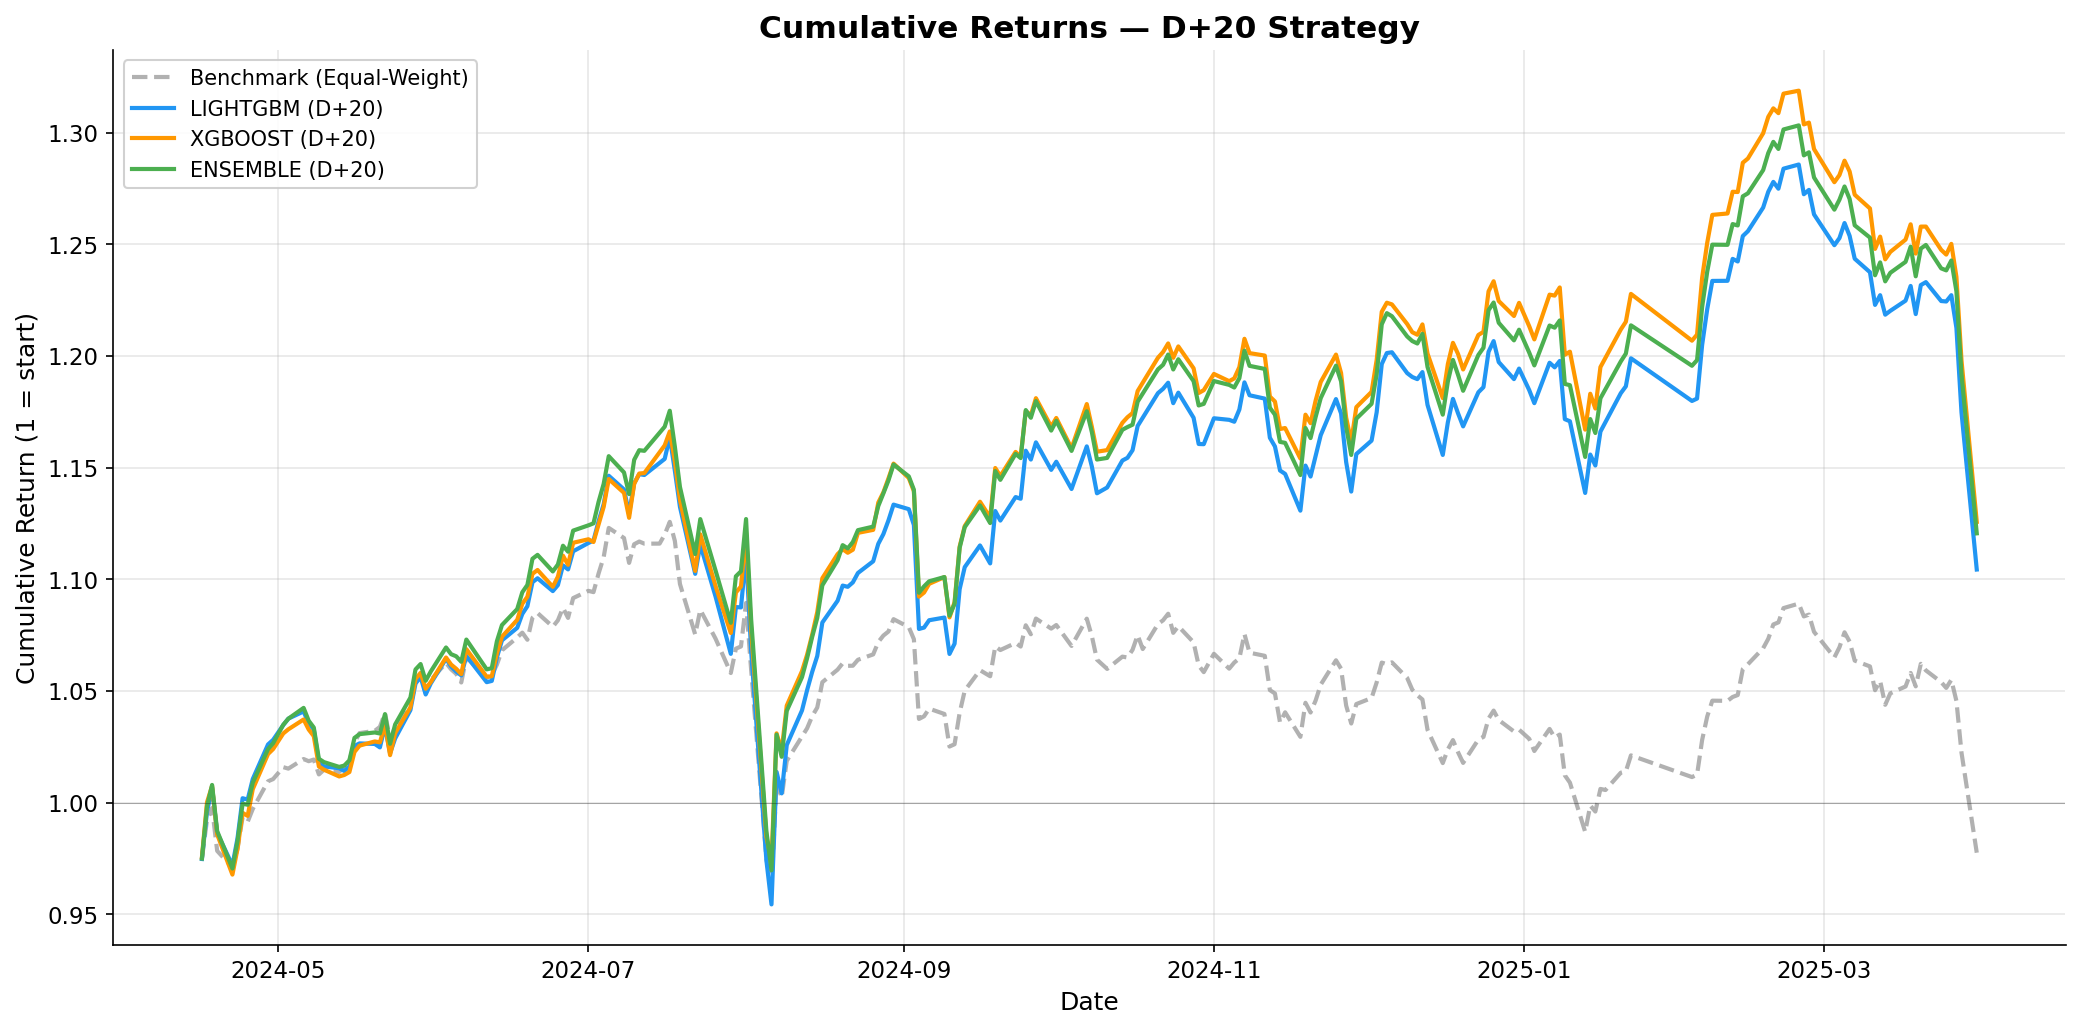 Cumulative Returns — D+20 Strategy
Benchmark (Equal-Weight)
LIGHTGBM (D+20)
XGBOOST (D+20)
ENSEMBLE (D+20)
Cumulative Return (1 = start)
1.30
1.25
1.20
1.15
1.10
1.05
1.00
0.95
2024-05 2024-07 2024-09 2024-11 2025-01 2025-03
Date